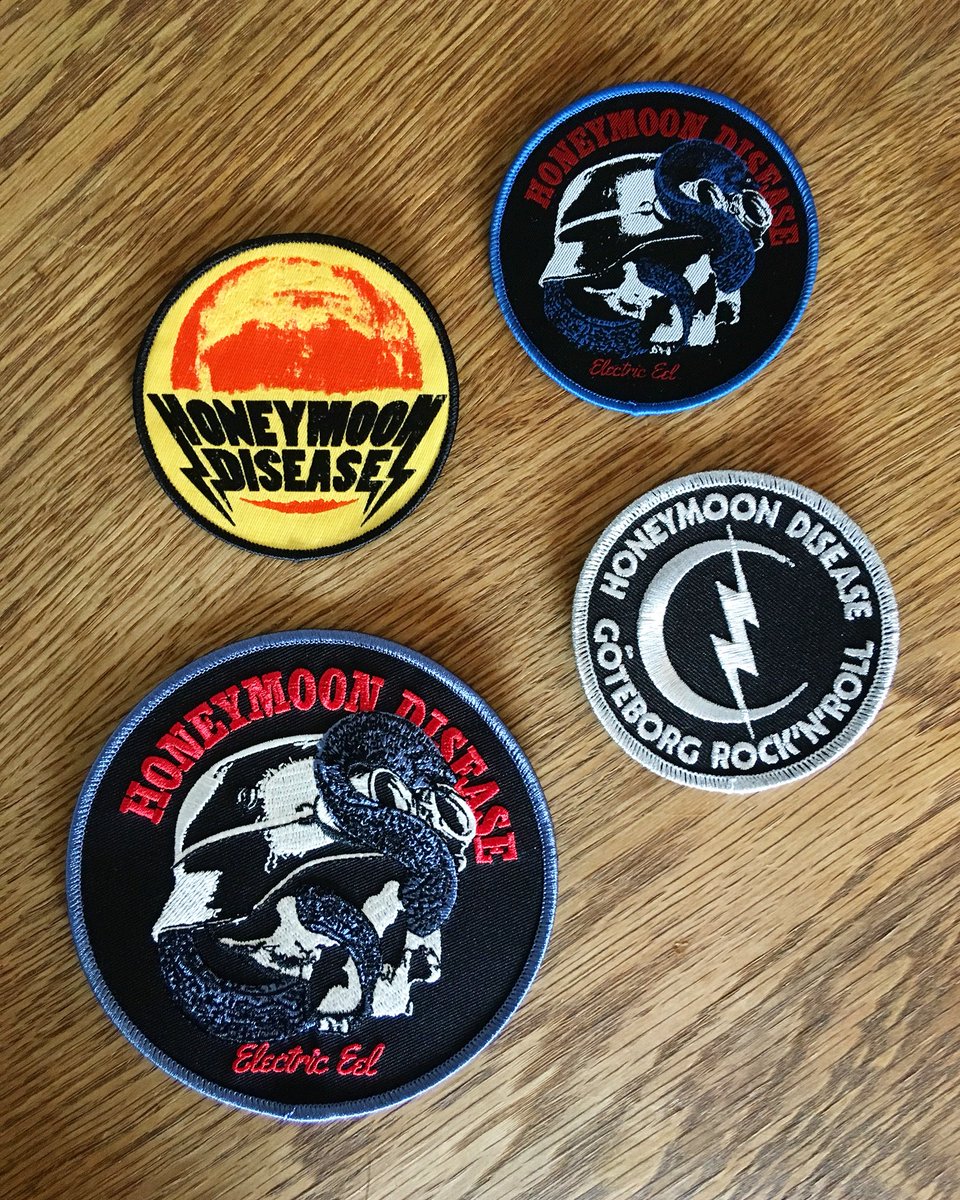 HONEYMOON DISEASE
Electric Eel
HONEYMOON
DISEASE
HONEYMOON DISEASE
GÖTEBORG ROCK'N'ROLL
HONEYMOON DISEASE
Electric Eel